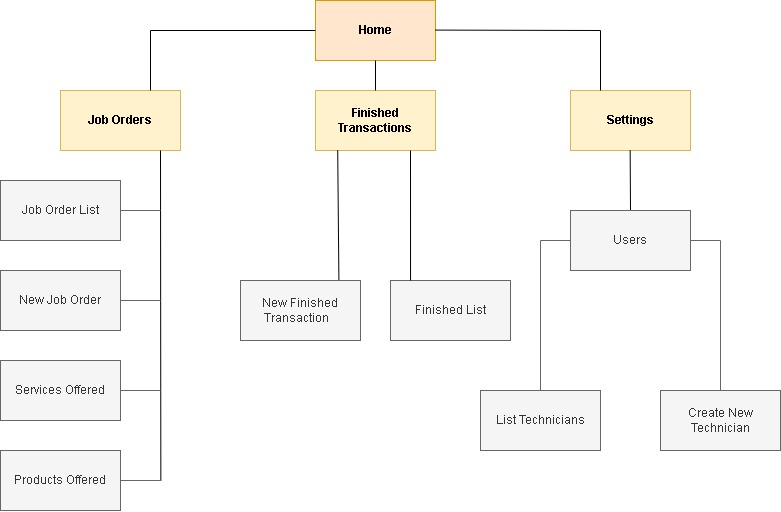 Home
Job Orders
Finished
Transactions
Settings
Job Order List
Users
New Job Order
New Finished
Transaction
Finished List
Services Offered
List Technicians
Create New
Technician
Products Offered